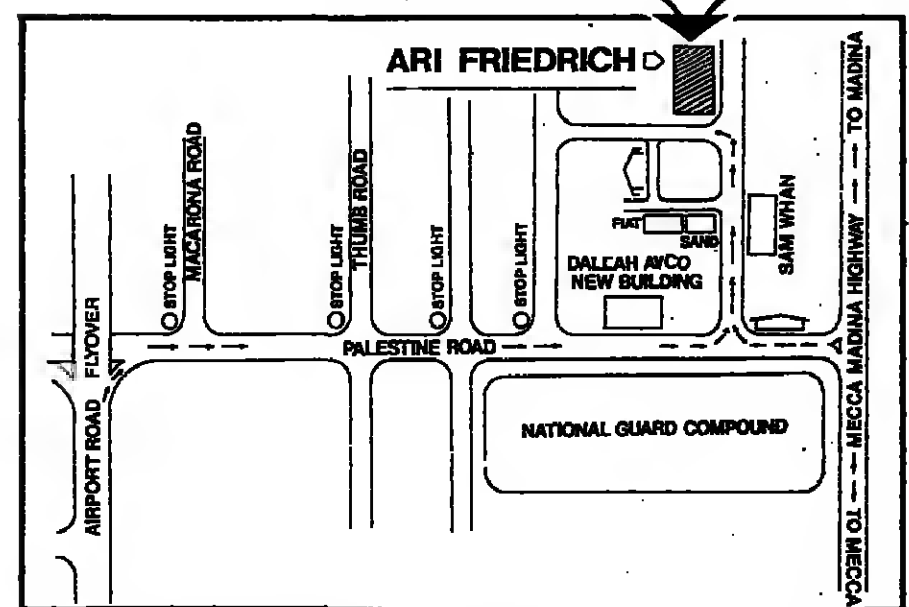 ARI FRIEDRICH
MACARONA ROAD
STOP LIGHT
THUMB ROAD
STOP LIGHT
STOP LIGHT
STOP LIGHT
FIAT
SAND
SAM WHAN
DALLAH AVCO
NEW BUILDING
PALESTINE ROAD
FLYOVER
AIRPORT ROAD
NATIONAL GUARD COMPOUND
TO MECCA
MECCA MADINA HIGHWAY
TO MADINA